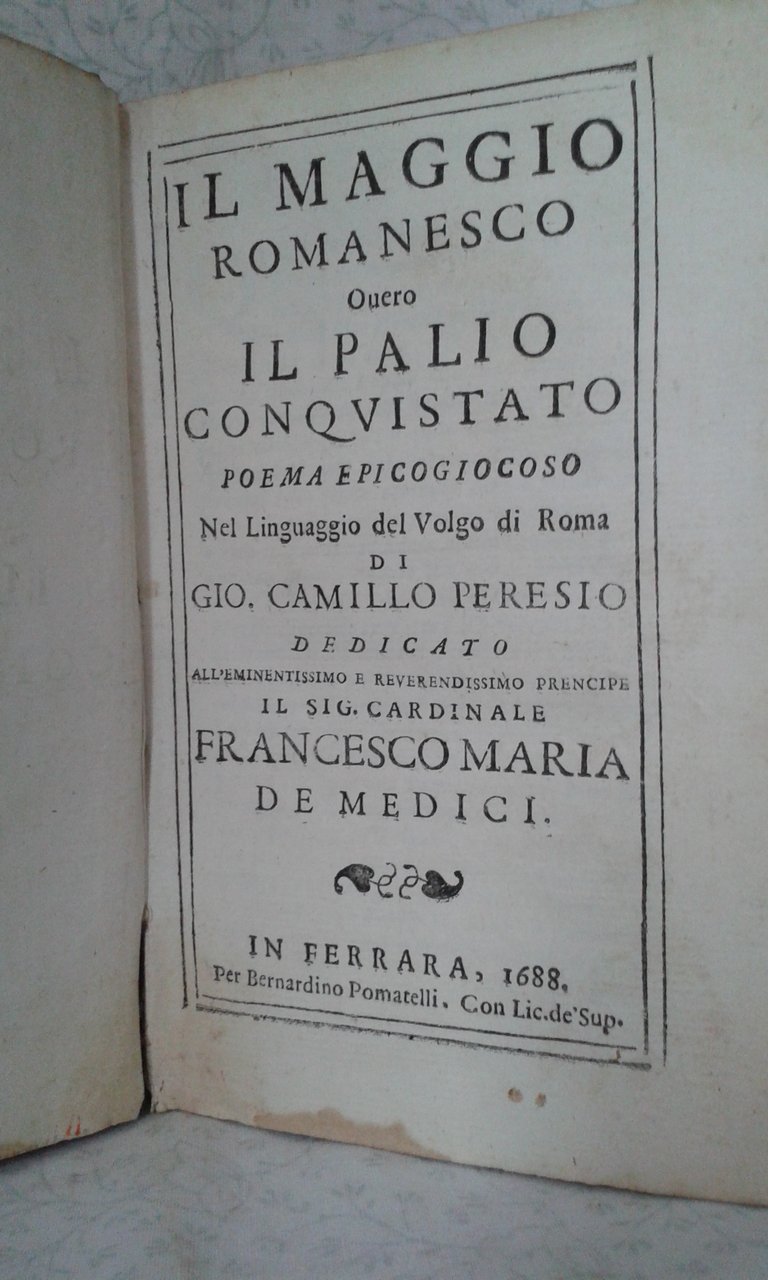 IL MAGGIO
ROMANESCO
Ouero
IL PALIO
CONQVISTATO
POEMA EPICOGIOCOSO
Nel Linguaggio del Volgo di Roma
DI
GIO. CAMILLO PERESIO
DEDICATO
ALL'EMINENTISSIMO E REVERENDISSIMO PRENCIPE
IL SIG. CARDINALE
FRANCESCO MARIA
DE MEDICI.
IN FERRARA, 1688.
Per Bernardino Pomatelli. Con Lic. de' Sup.